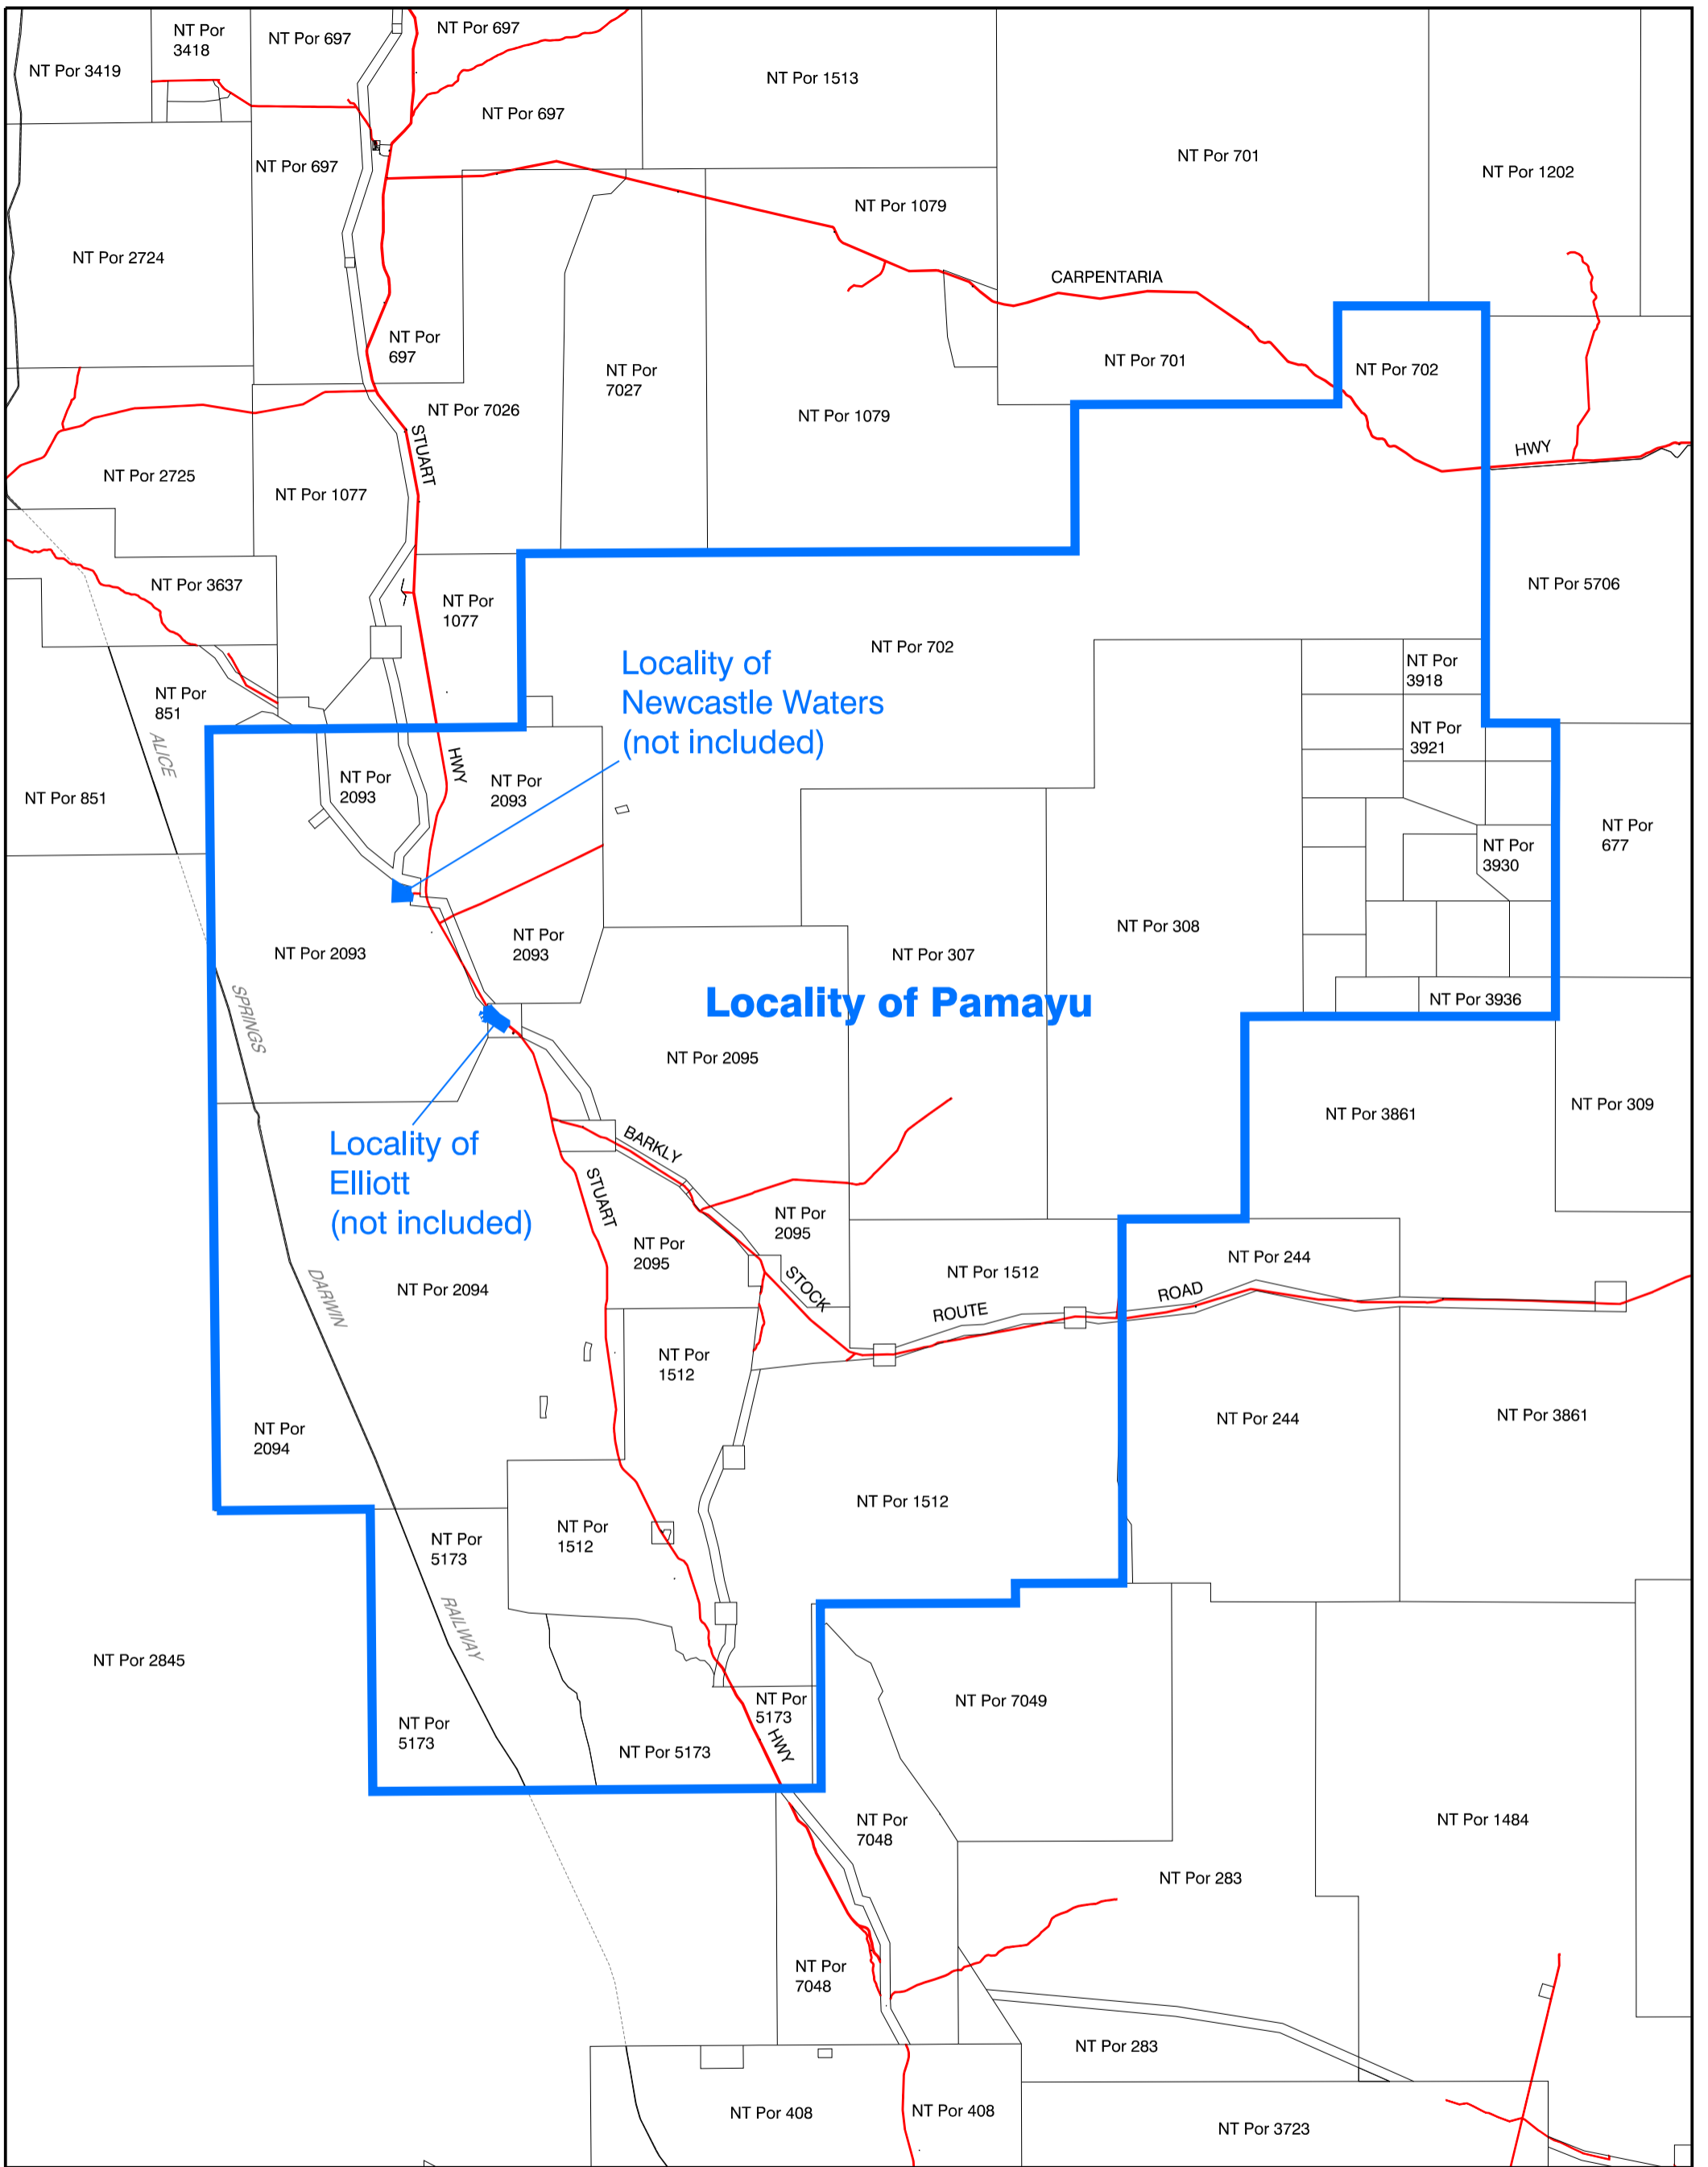 NT Por
3418
NT Por 697
NT Por 697
NT Por 3419
NT Por 1513
NT Por 697
NT Por 701
NT Por 697
NT Por 1202
NT Por 1079
NT Por 2724
CARPENTARIA
NT Por
697
NT Por 701
NT Por 702
NT Por
7027
NT Por 7026
NT Por 1079
STUART
HWY
NT Por 2725
NT Por 1077
NT Por 3637
NT Por 5706
NT Por
1077
NT Por 702
Locality of
Newcastle Waters
(not included)
NT Por
3918
NT Por
851
NT Por
3921
ALICE
HWY
NT Por
2093
NT Por
2093
NT Por 851
NT Por
677
NT Por
3930
NT Por 308
NT Por
2093
NT Por 2093
NT Por 307
Locality of Pamayu
NT Por 3936
SPRINGS
NT Por 2095
NT Por 309
NT Por 3861
BARKLY
Locality of
Elliott
(not included)
STUART
NT Por
2095
NT Por
2095
NT Por 244
NT Por 1512
STOCK
DARWIN
NT Por 2094
ROUTE
ROAD
NT Por
1512
NT Por 244
NT Por 3861
NT Por
2094
NT Por 1512
NT Por
1512
NT Por
5173
RAILWAY
NT Por 2845
NT Por
5173
NT Por 7049
NT Por
5173
HWY
NT Por 5173
NT Por
7048
NT Por 1484
NT Por 283
NT Por
7048
NT Por 283
NT Por 408
NT Por 408
NT Por 3723